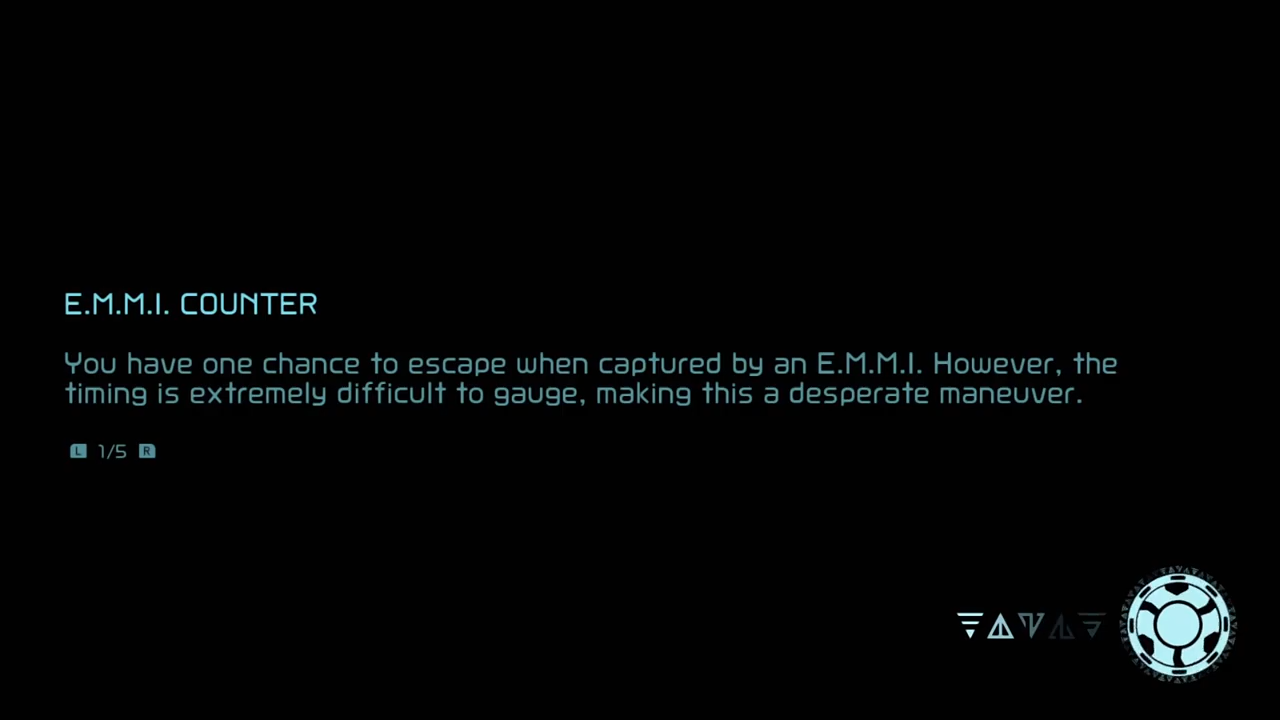 E.M.M.I. COUNTER
You have one chance to escape when captured by an E.M.M.I. However, the
timing is extremely difficult to gauge, making this a desperate maneuver.
L 1/5 R